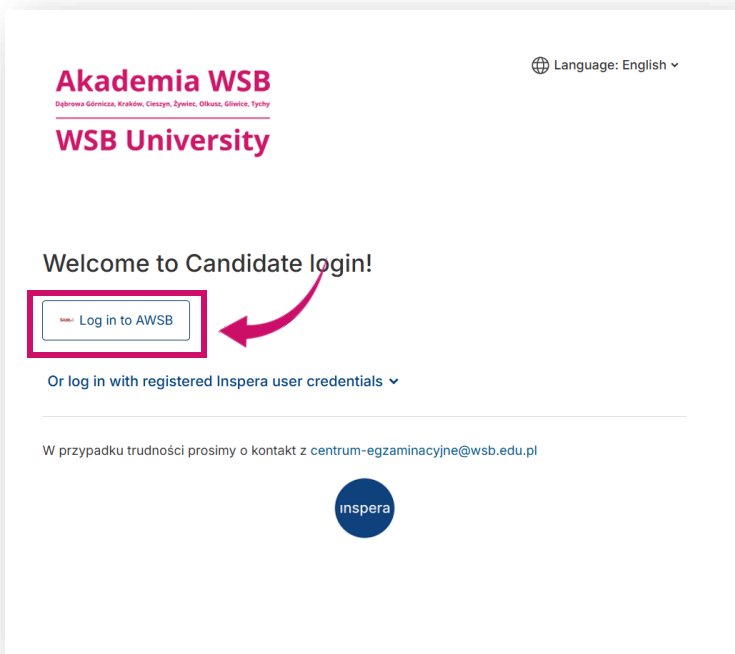 Language: English
Akademia WSB
Dąbrowa Górnicza, Kraków, Cieszyn, Żywiec, Olkusz, Gliwice, Tychy
WSB University
Welcome to Candidate login!
Log in to AWSB
Or log in with registered Inspera user credentials
W przypadku trudności prosimy o kontakt z centrum-egzaminacyjne@wsb.edu.pl
inspera